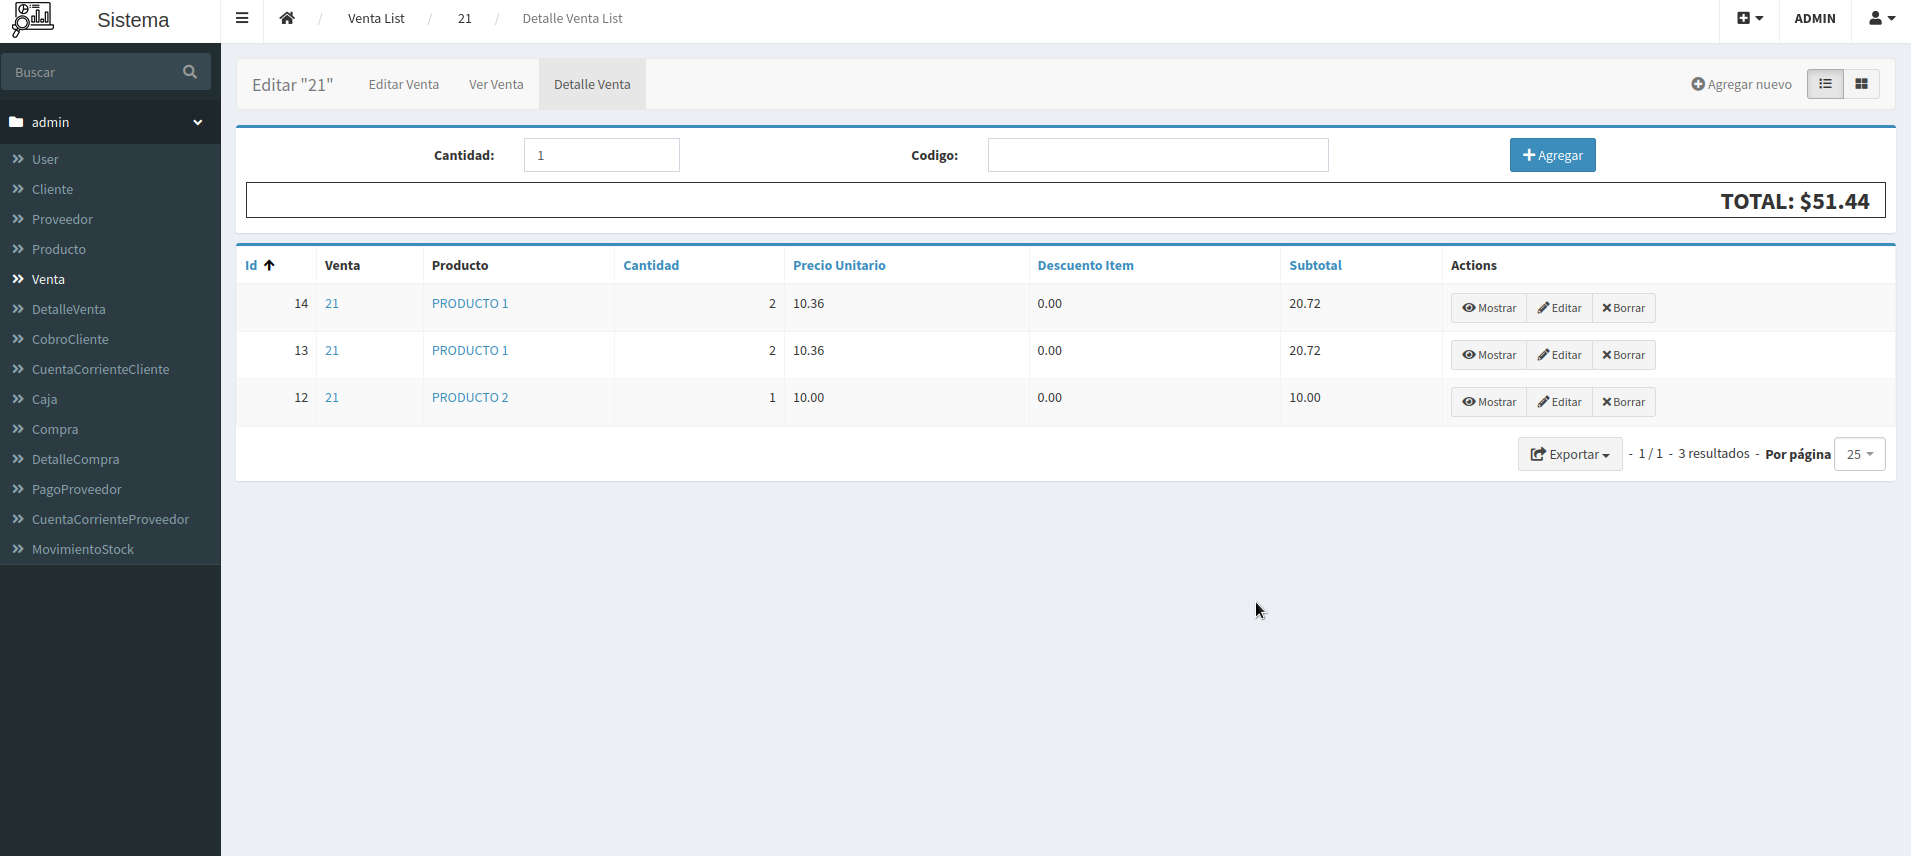 Sistema
Venta List / 21 / Detalle Venta List
ADMIN
Buscar
admin
User
Cliente
Proveedor
Producto
Venta
DetalleVenta
CobroCliente
CuentaCorrienteCliente
Caja
Compra
DetalleCompra
PagoProveedor
CuentaCorrienteProveedor
MovimientoStock
Editar "21" Editar Venta Ver Venta Detalle Venta Agregar nuevo
Cantidad: 1 Codigo: Agregar
TOTAL: $51.44
Id Venta Producto Cantidad Precio Unitario Descuento Item Subtotal Actions
14 21 PRODUCTO 1 2 10.36 0.00 20.72 Mostrar Editar Borrar
13 21 PRODUCTO 1 2 10.36 0.00 20.72 Mostrar Editar Borrar
12 21 PRODUCTO 2 1 10.00 0.00 10.00 Mostrar Editar Borrar
Exportar - 1 / 1 - 3 resultados - Por página 25